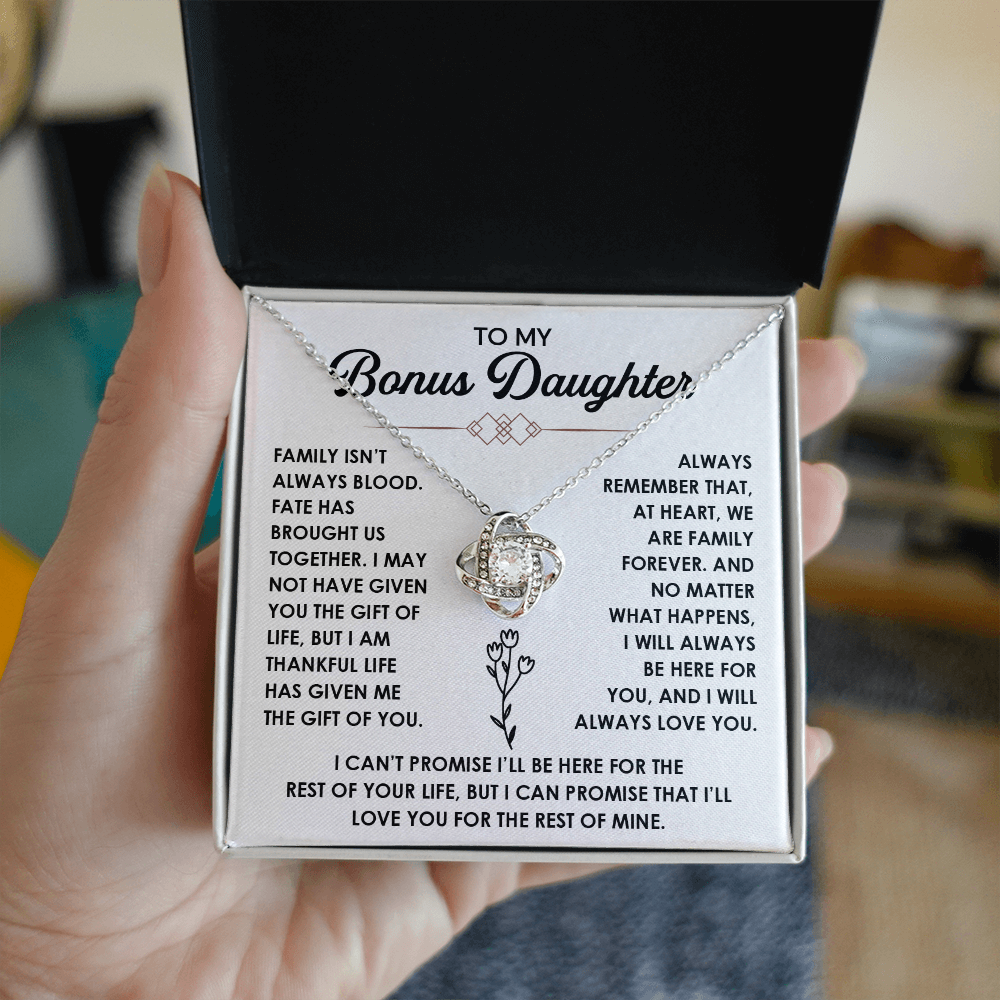 TO MY
Bonus Daughter
FAMILY ISN'T
ALWAYS BLOOD.
FATE HAS
BROUGHT US
TOGETHER. I MAY
NOT HAVE GIVEN
YOU THE GIFT OF
LIFE, BUT I AM
THANKFUL LIFE
HAS GIVEN ME
THE GIFT OF YOU.
ALWAYS
REMEMBER THAT,
AT HEART, WE
ARE FAMILY
FOREVER. AND
NO MATTER
WHAT HAPPENS,
I WILL ALWAYS
BE HERE FOR
YOU, AND I WILL
ALWAYS LOVE YOU.
I CAN'T PROMISE I'LL BE HERE FOR THE
REST OF YOUR LIFE, BUT I CAN PROMISE THAT I'LL
LOVE YOU FOR THE REST OF MINE.